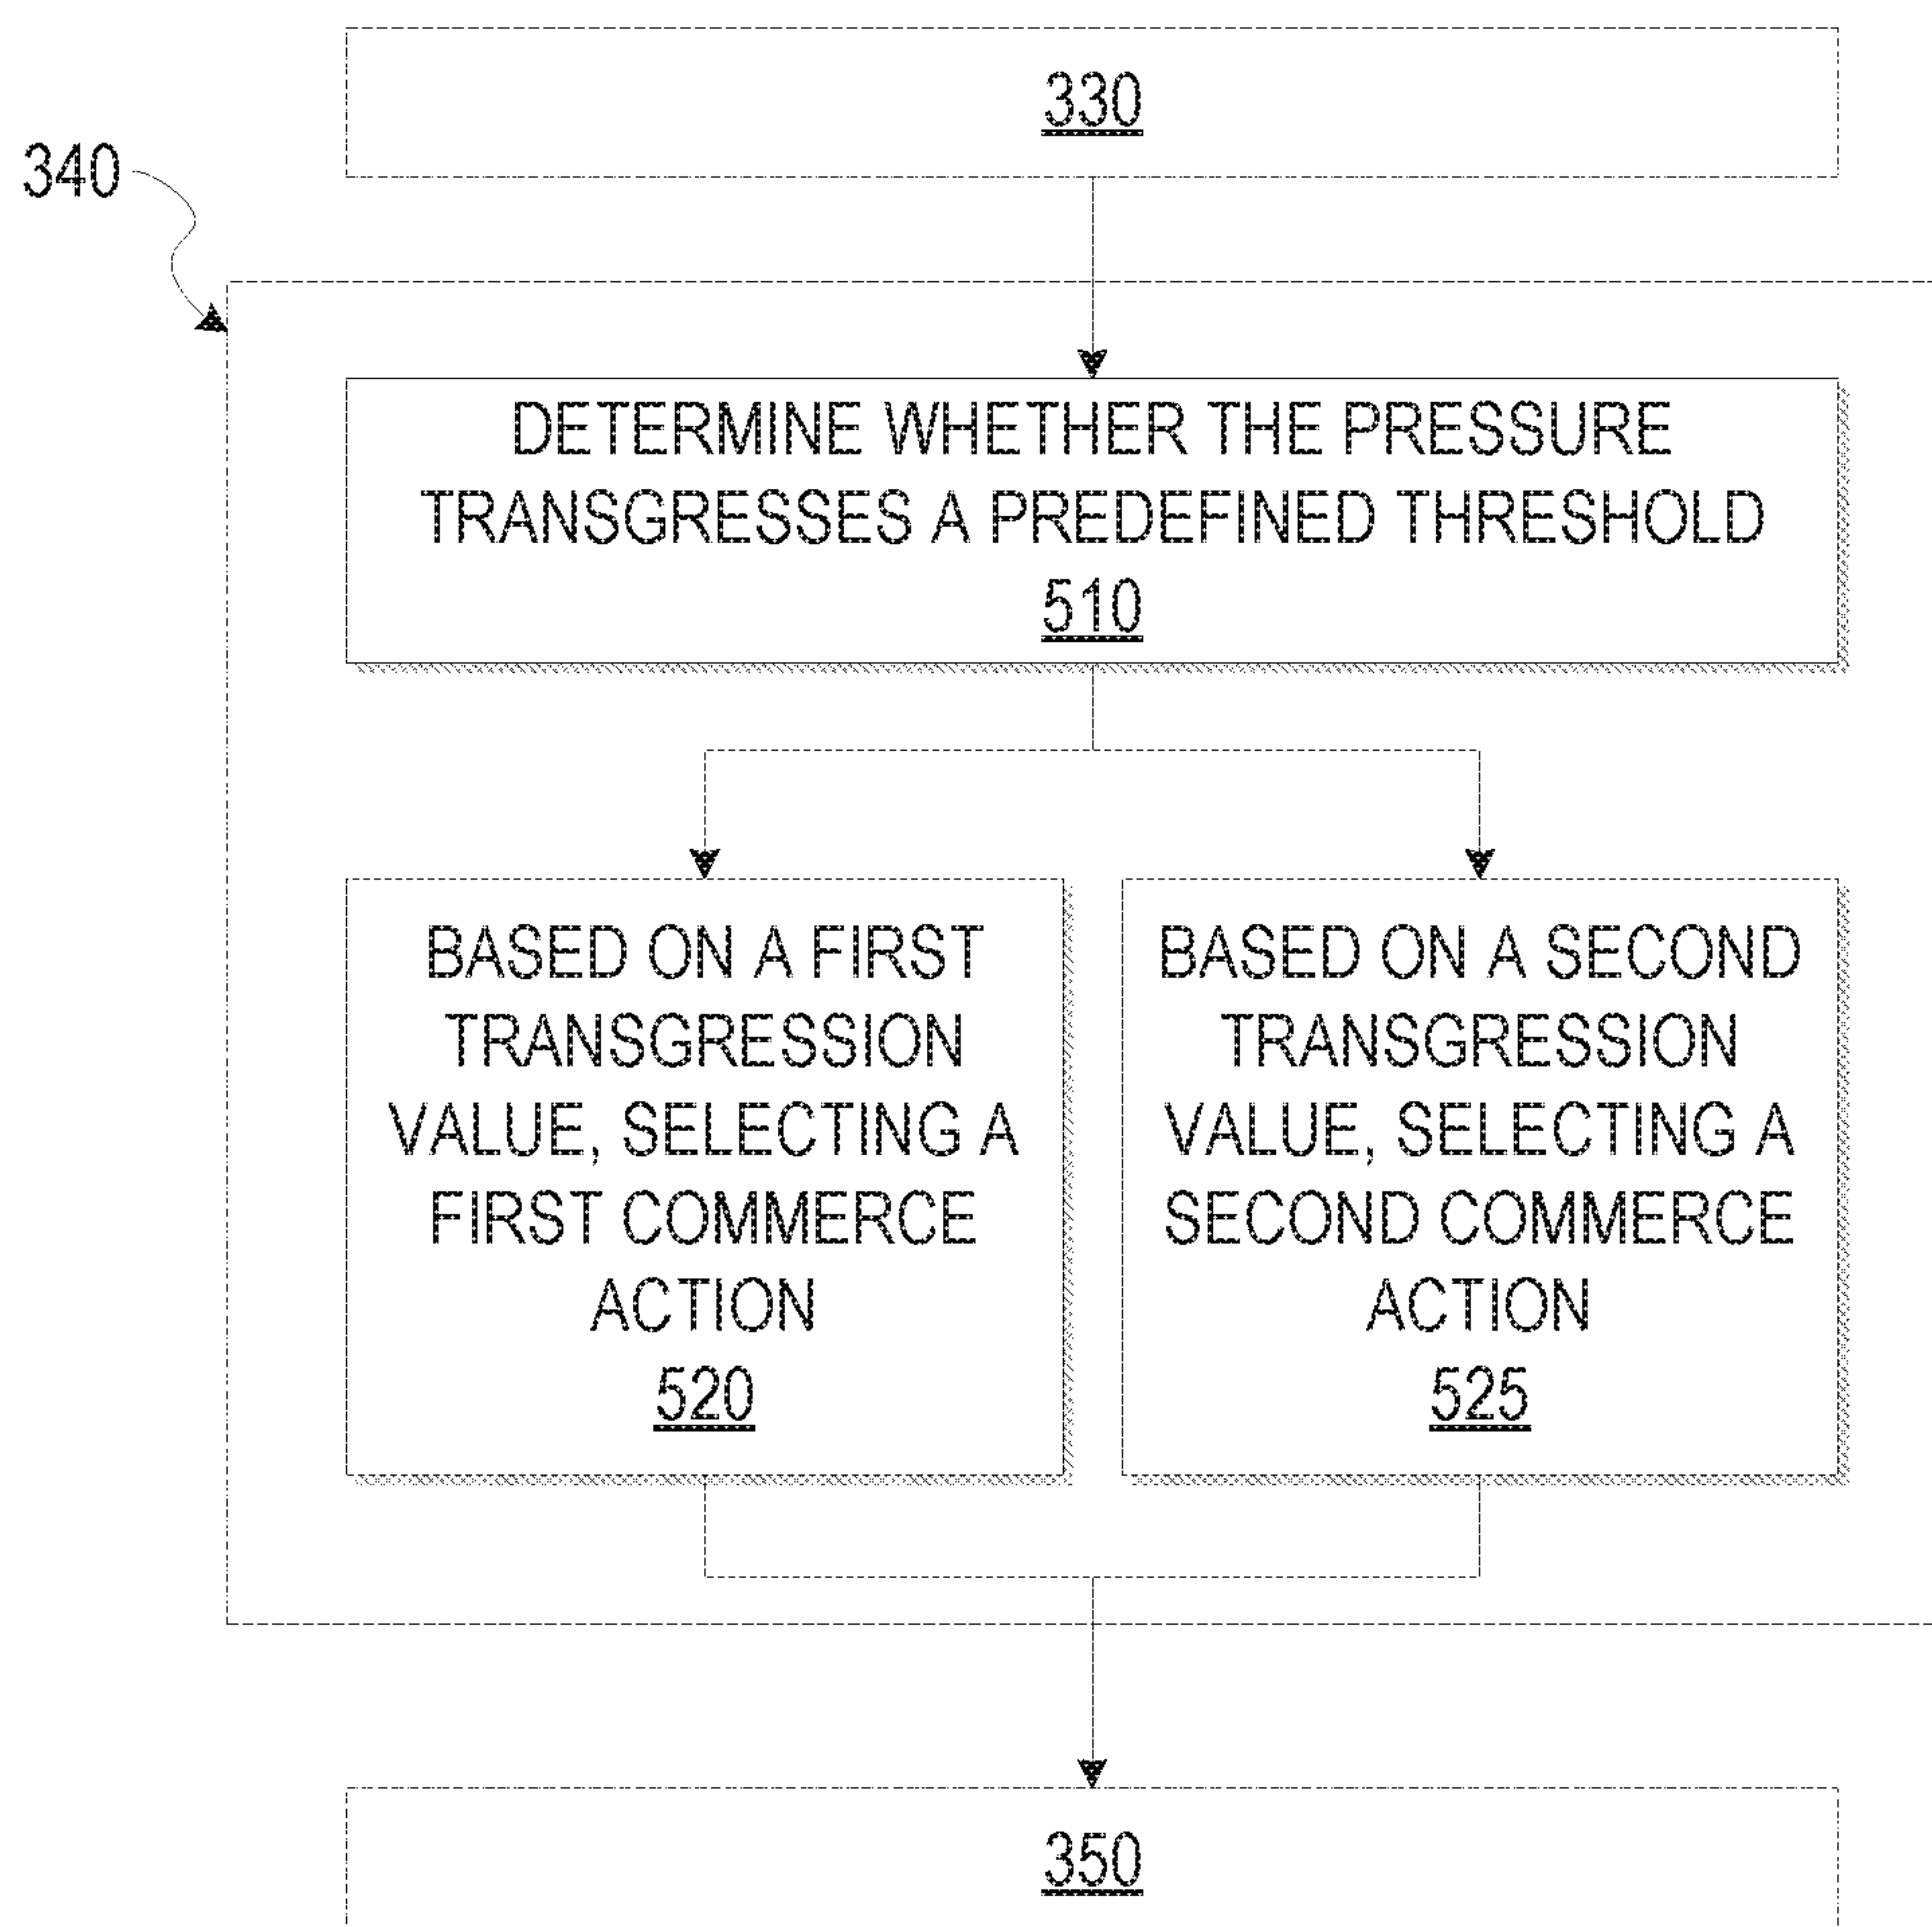 330
340
DETERMINE WHETHER THE PRESSURE
TRANSGRESSES A PREDEFINED THRESHOLD
510
BASED ON A FIRST
TRANSGRESSION
VALUE, SELECTING A
FIRST COMMERCE
ACTION
520
BASED ON A SECOND
TRANSGRESSION
VALUE, SELECTING A
SECOND COMMERCE
ACTION
525
350